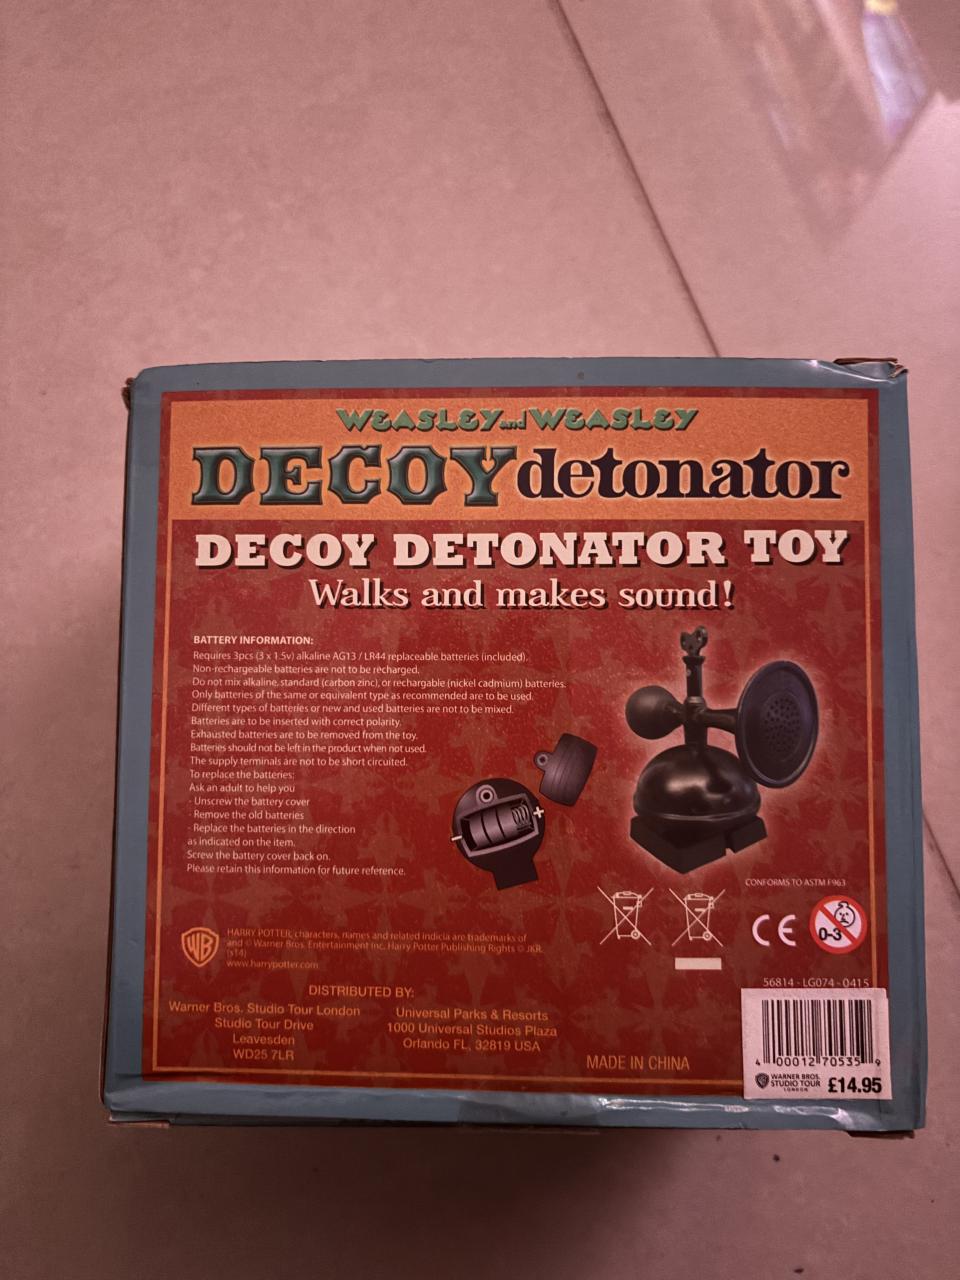 WEASLEY and WEASLEY
DECOY detonator
DECOY DETONATOR TOY
Walks and makes sound!
BATTERY INFORMATION:
Requires 3pcs (3 x 1.5v) alkaline AG13 / LR44 replaceable batteries (included).
Non-rechargeable batteries are not to be recharged.
Do not mix alkaline, standard (carbon zinc), or rechargable (nickel cadmium) batteries.
Only batteries of the same or equivalent type as recommended are to be used.
Different types of batteries or new and used batteries are not to be mixed.
Batteries are to be inserted with correct polarity.
Exhausted batteries are to be removed from the toy.
Batteries should not be left in the product when not used.
The supply terminals are not to be short circuited.
To replace the batteries:
Ask an adult to help you
- Unscrew the battery cover
- Remove the old batteries
- Replace the batteries in the direction
as indicated on the item.
Screw the battery cover back on.
Please retain this information for future reference.
- +
CONFORMS TO ASTM F963
CE
0-3
WB
HARRY POTTER, characters, names and related indicia are trademarks of
and © Warner Bros. Entertainment Inc. Harry Potter Publishing Rights © JKR.
(s14)
www.harrypotter.com
56814 - LG074 - 0415
DISTRIBUTED BY:
Warner Bros. Studio Tour London
Studio Tour Drive
Leavesden
WD25 7LR
Universal Parks & Resorts
1000 Universal Studios Plaza
Orlando FL, 32819 USA
MADE IN CHINA
4 00012 70535 9
WARNER BROS.
STUDIO TOUR
LONDON
£14.95